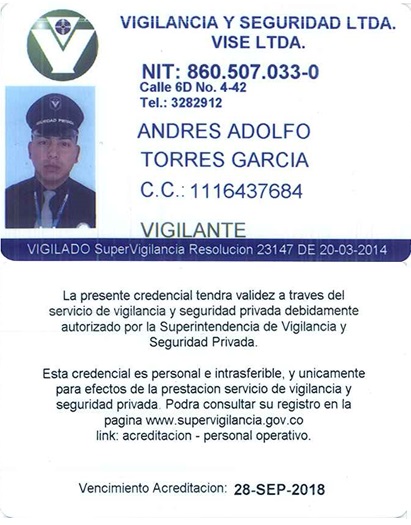 VIGILANCIA Y SEGURIDAD LTDA.
VISE LTDA.
NIT: 860.507.033-0
Calle 6D No. 4-42
Tel.: 3282912
ANDRES ADOLFO
TORRES GARCIA
C.C.: 1116437684
VIGILANTE
VIGILADO SuperVigilancia Resolucion 23147 DE 20-03-2014
La presente credencial tendra validez a traves del
servicio de vigilancia y seguridad privada debidamente
autorizado por la Superintendencia de Vigilancia y
Seguridad Privada.
Esta credencial es personal e intrasferible, y unicamente
para efectos de la prestacion servicio de vigilancia y
seguridad privada. Podra consultar su registro en la
pagina www.supervigilancia.gov.co
link: acreditacion - personal operativo.
Vencimiento Acreditacion: 28-SEP-2018